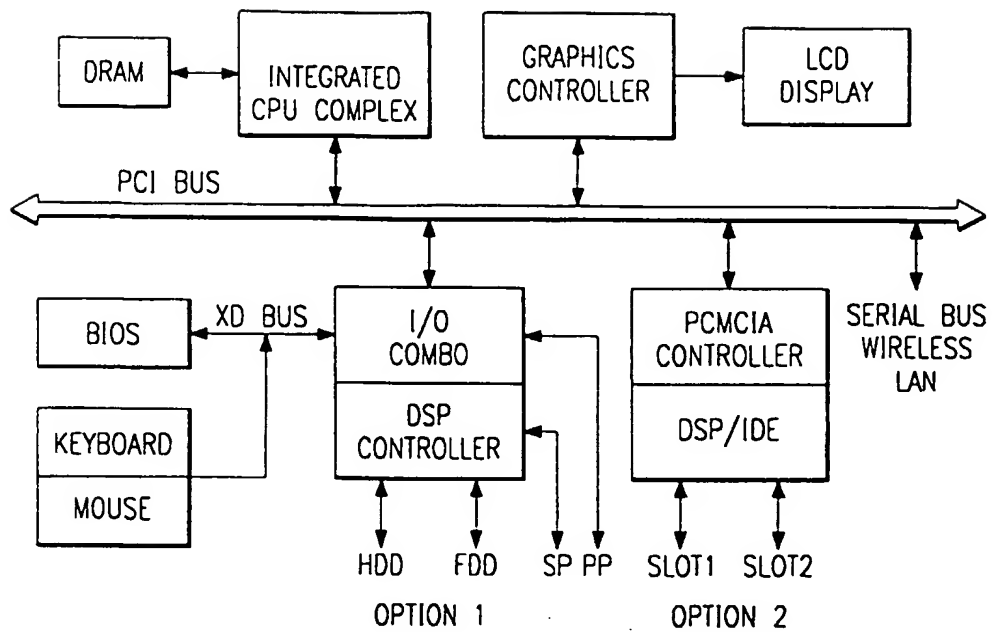 DRAM
INTEGRATED
CPU COMPLEX
GRAPHICS
CONTROLLER
LCD
DISPLAY
PCI BUS
BIOS
XD BUS
I/O
COMBO
PCMCIA
CONTROLLER
SERIAL BUS
WIRELESS
LAN
KEYBOARD
MOUSE
DSP
CONTROLLER
DSP/IDE
HDD
FDD
SP PP
SLOT1
SLOT2
OPTION 1
OPTION 2